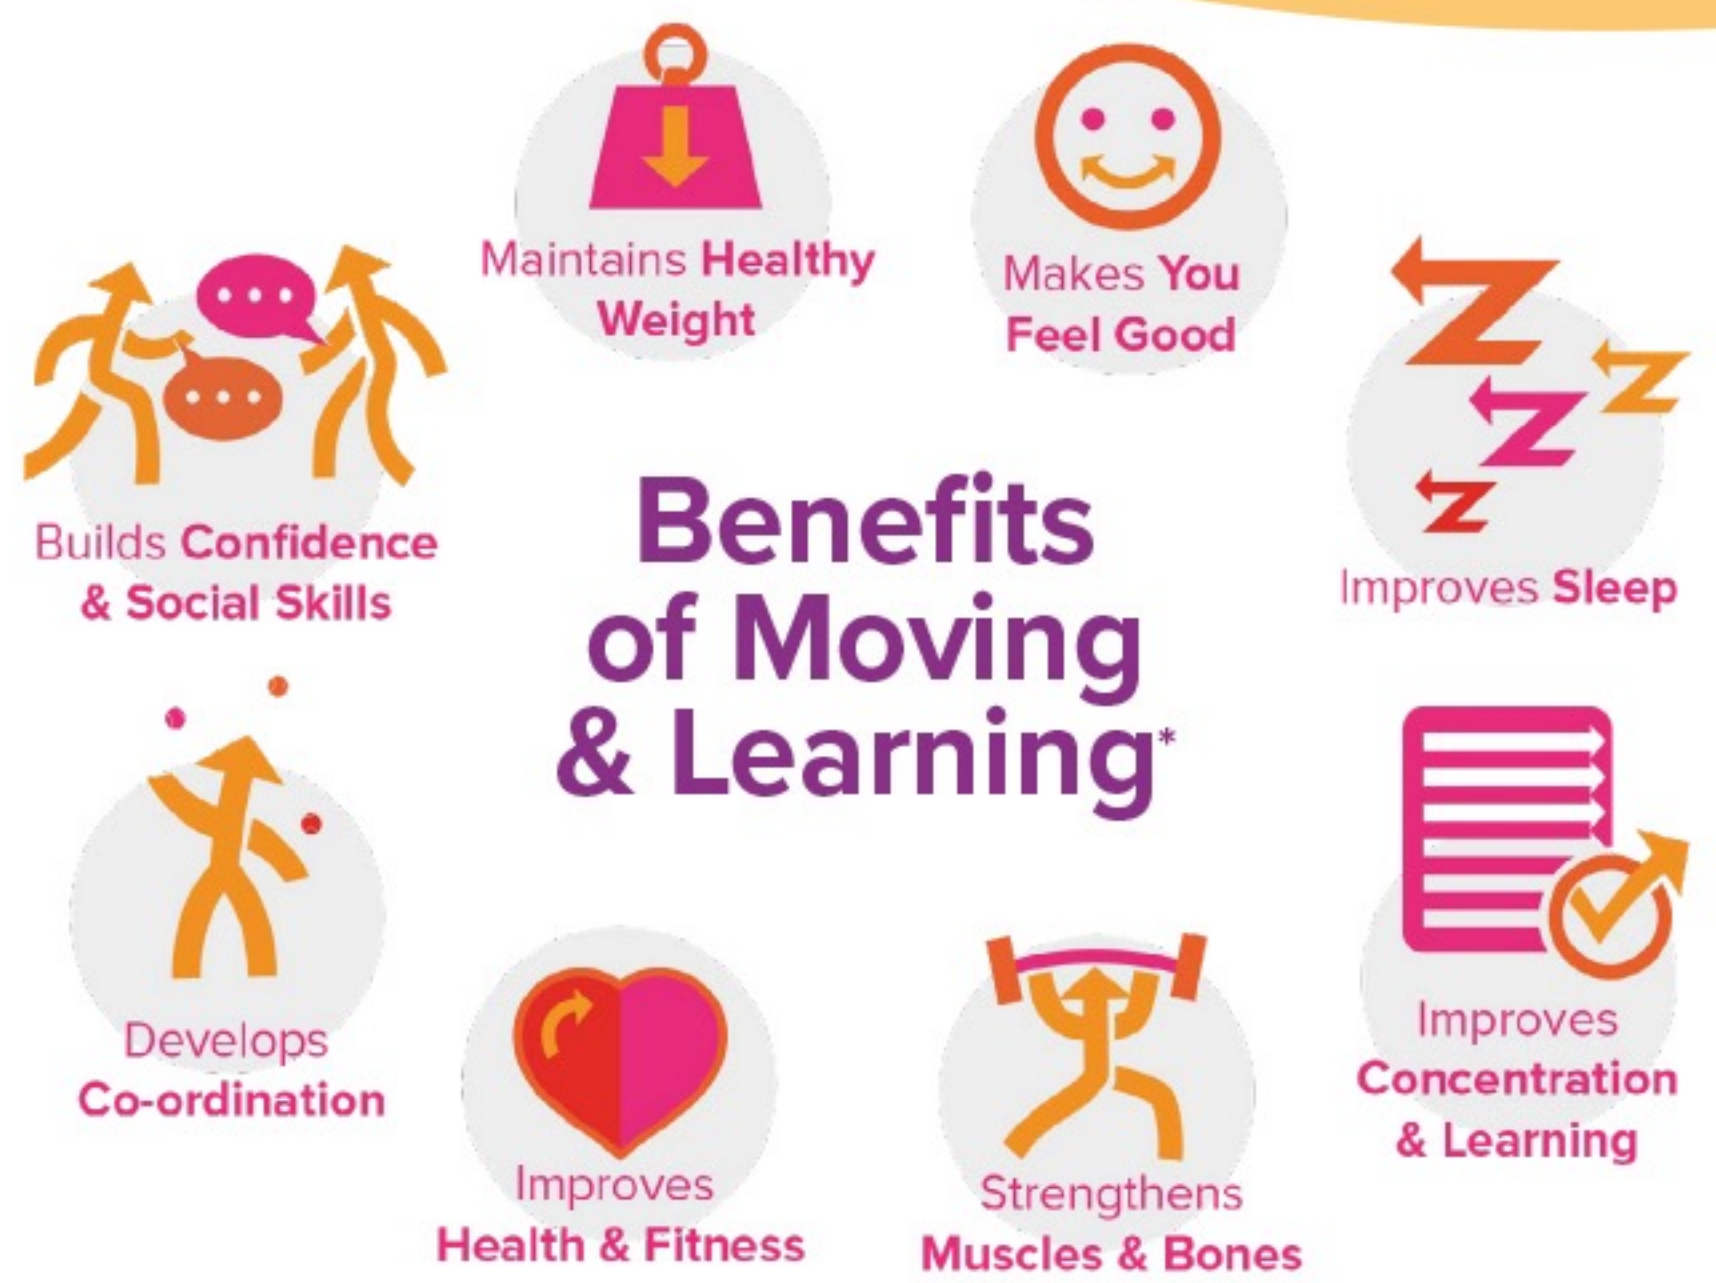 Maintains Healthy
Weight
Makes You
Feel Good
Builds Confidence
& Social Skills
Improves Sleep
Benefits
of Moving
& Learning*
Develops
Co-ordination
Improves
Concentration
& Learning
Improves
Health & Fitness
Strengthens
Muscles & Bones